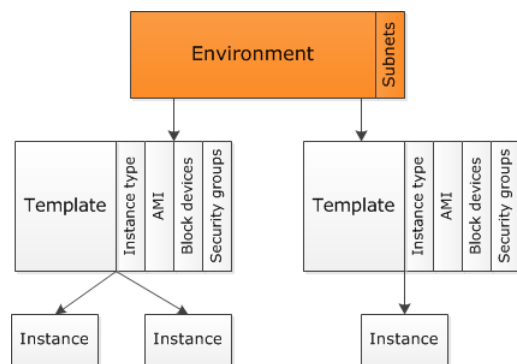 Environment
Subnets
Template
Instance type
AMI
Block devices
Security groups
Template
Instance type
AMI
Block devices
Security groups
Instance
Instance
Instance